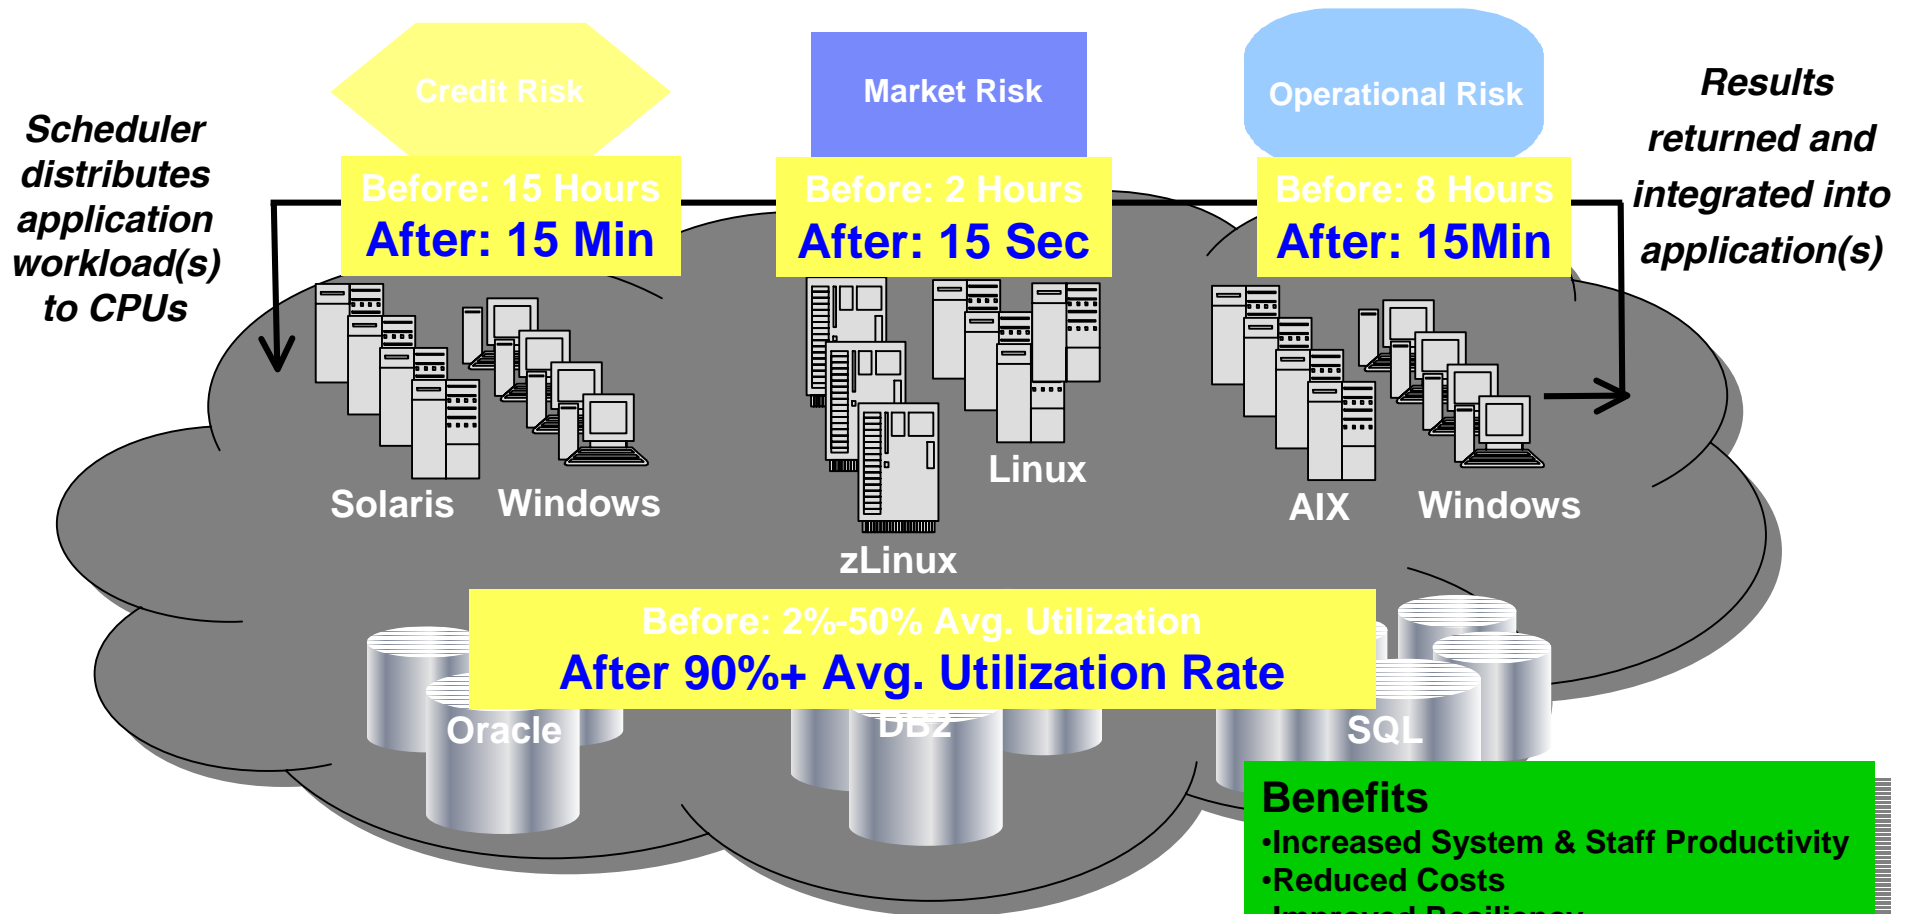 Credit Risk
Market Risk
Operational Risk
Scheduler
distributes
application
workload(s)
to CPUs
Results
returned and
integrated into
application(s)
Before: 15 Hours
After: 15 Min
Before: 2 Hours
After: 15 Sec
Before: 8 Hours
After: 15Min
Solaris
Windows
zLinux
Linux
AIX
Windows
Before: 2%-50% Avg. Utilization
After 90%+ Avg. Utilization Rate
Oracle
DB2
SQL
Benefits
•Increased System & Staff Productivity
•Reduced Costs
•Improved Resiliency